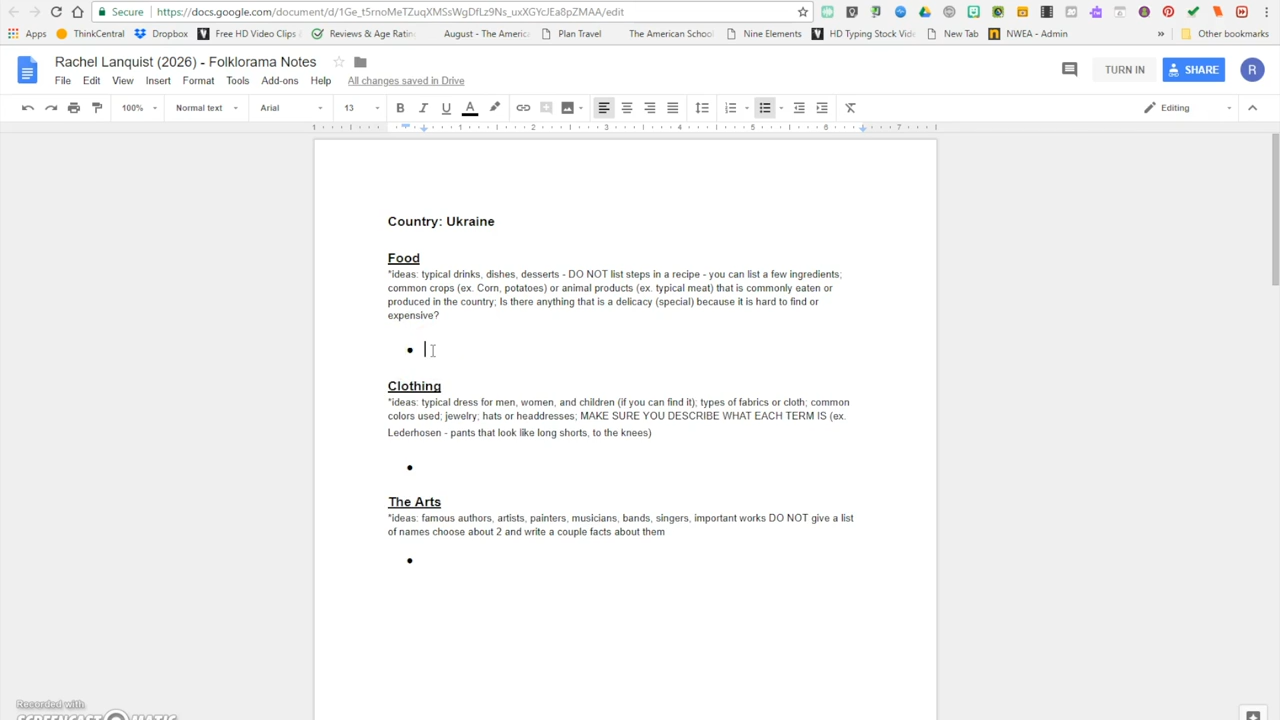 Secure https://docs.google.com/document/d/1Ge_t5rnoMeTZuqXMSsWgDfLz9Ns_uxXGYcJEa8pZMAA/edit
Apps ThinkCentral Dropbox Free HD Video Clips Reviews & Age Rating August - The America Plan Travel The American School Nine Elements HD Typing Stock Vide New Tab NWEA - Admin » Other bookmarks
Rachel Lanquist (2026) - Folklorama Notes
TURN IN SHARE R
File Edit View Insert Format Tools Add-ons Help All changes saved in Drive
100% Normal text Arial 13 B I U A Editing
1 1 2 3 4 5 6 7
Country: Ukraine
Food
*ideas: typical drinks, dishes, desserts - DO NOT list steps in a recipe - you can list a few ingredients;
common crops (ex. Corn, potatoes) or animal products (ex. typical meat) that is commonly eaten or
produced in the country; Is there anything that is a delicacy (special) because it is hard to find or
expensive?
Clothing
*ideas: typical dress for men, women, and children (if you can find it); types of fabrics or cloth; common
colors used; jewelry; hats or headdresses; MAKE SURE YOU DESCRIBE WHAT EACH TERM IS (ex.
Lederhosen - pants that look like long shorts, to the knees)
The Arts
*ideas: famous authors, artists, painters, musicians, bands, singers, important works DO NOT give a list
of names choose about 2 and write a couple facts about them
Recorded with